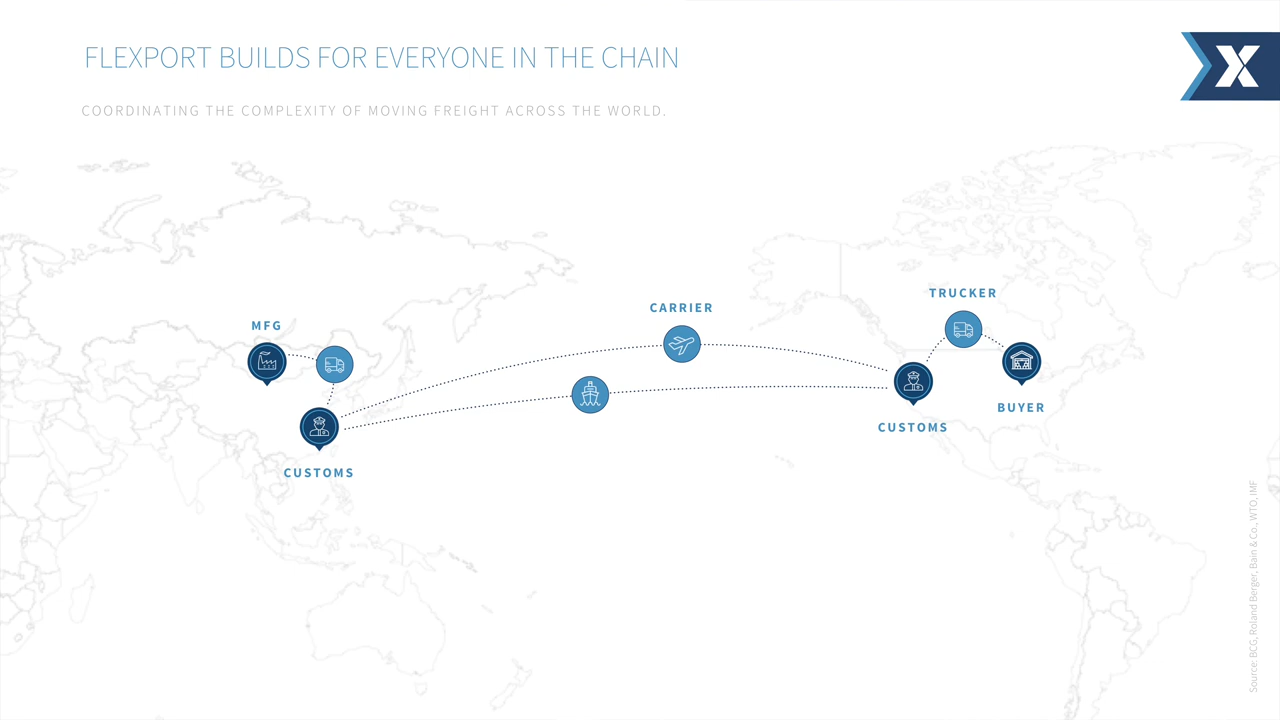 FLEXPORT BUILDS FOR EVERYONE IN THE CHAIN
COORDINATING THE COMPLEXITY OF MOVING FREIGHT ACROSS THE WORLD.
TRUCKER
CARRIER
MFG
BUYER
CUSTOMS
CUSTOMS
Source: BCG, Roland Berger, Bain & Co., WTO, IMF